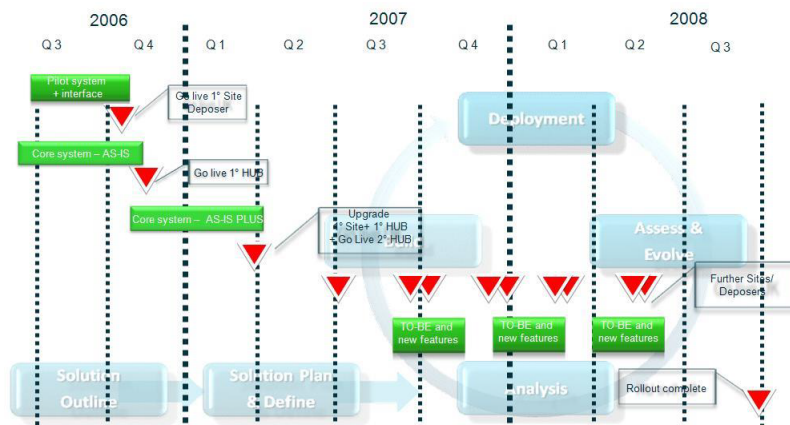 2006
2007
2008
Q 3
Q 4
Q 1
Q 2
Q 3
Q 4
Q 1
Q 2
Q 3
Pilot system
+ interface
Go live 1° Site
Deposer
Deployment
Core system – AS-IS
Go live 1° HUB
Core system – AS-IS PLUS
Upgrade
1° Site+ 1° HUB
+ Go Live 2° HUB
Assess &
Evolve
Further Sites/
Deposers
TO-BE and
new features
TO-BE and
new features
TO-BE and
new features
Solution
Outline
Solution Plan
& Define
Analysis
Rollout complete